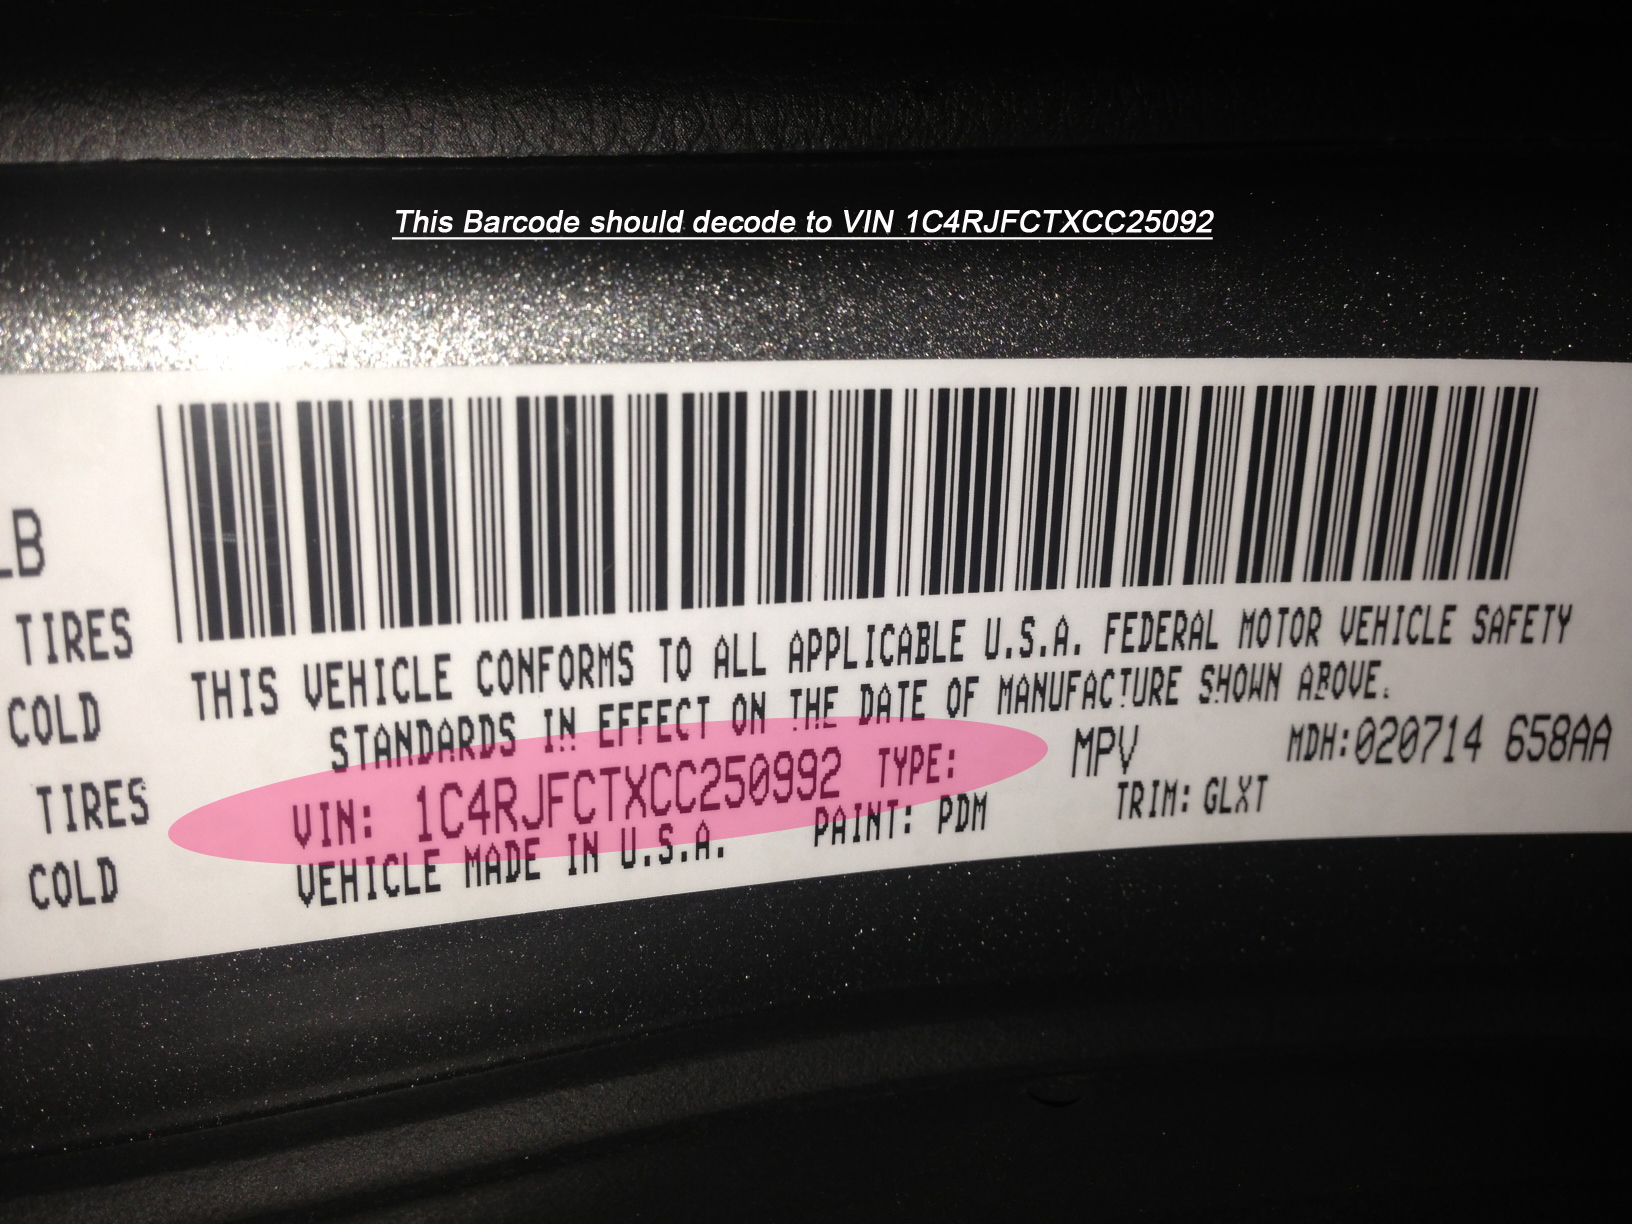 This Barcode should decode to VIN 1C4RJFCTXCC25092
LB
TIRES
COLD
TIRES
COLD
THIS VEHICLE CONFORMS TO ALL APPLICABLE U.S.A. FEDERAL MOTOR VEHICLE SAFETY
STANDARDS IN EFFECT ON THE DATE OF MANUFACTURE SHOWN ABOVE.
VIN: 1C4RJFCTXCC250992 TYPE: MPV MDH:020714 658AA
VEHICLE MADE IN U.S.A. PAINT: PDM TRIM: GLXT